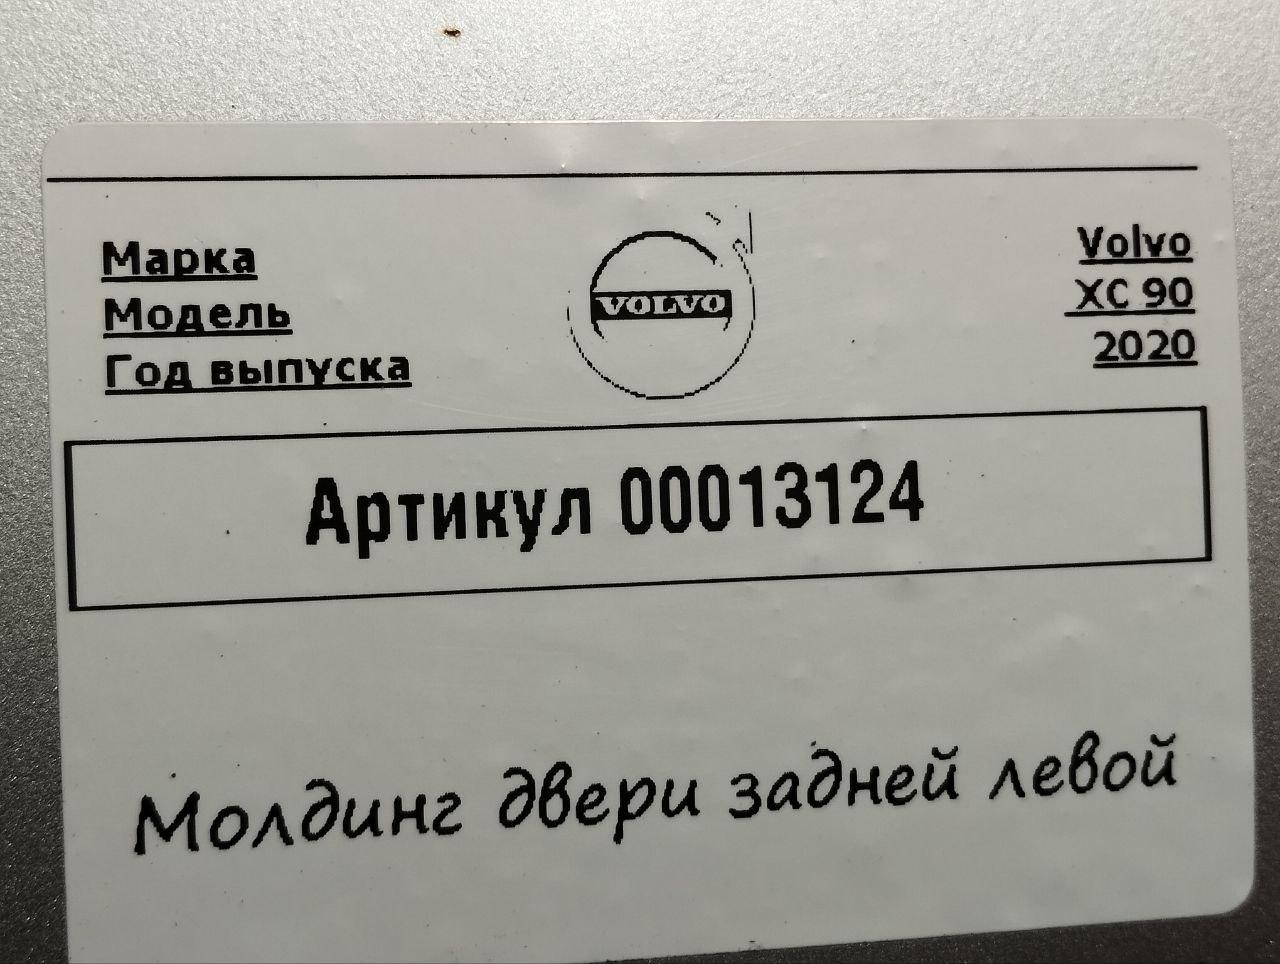 Марка Volvo
Модель XC 90
Год выпуска 2020
VOLVO
Артикул 00013124
Молдинг двери задней левой